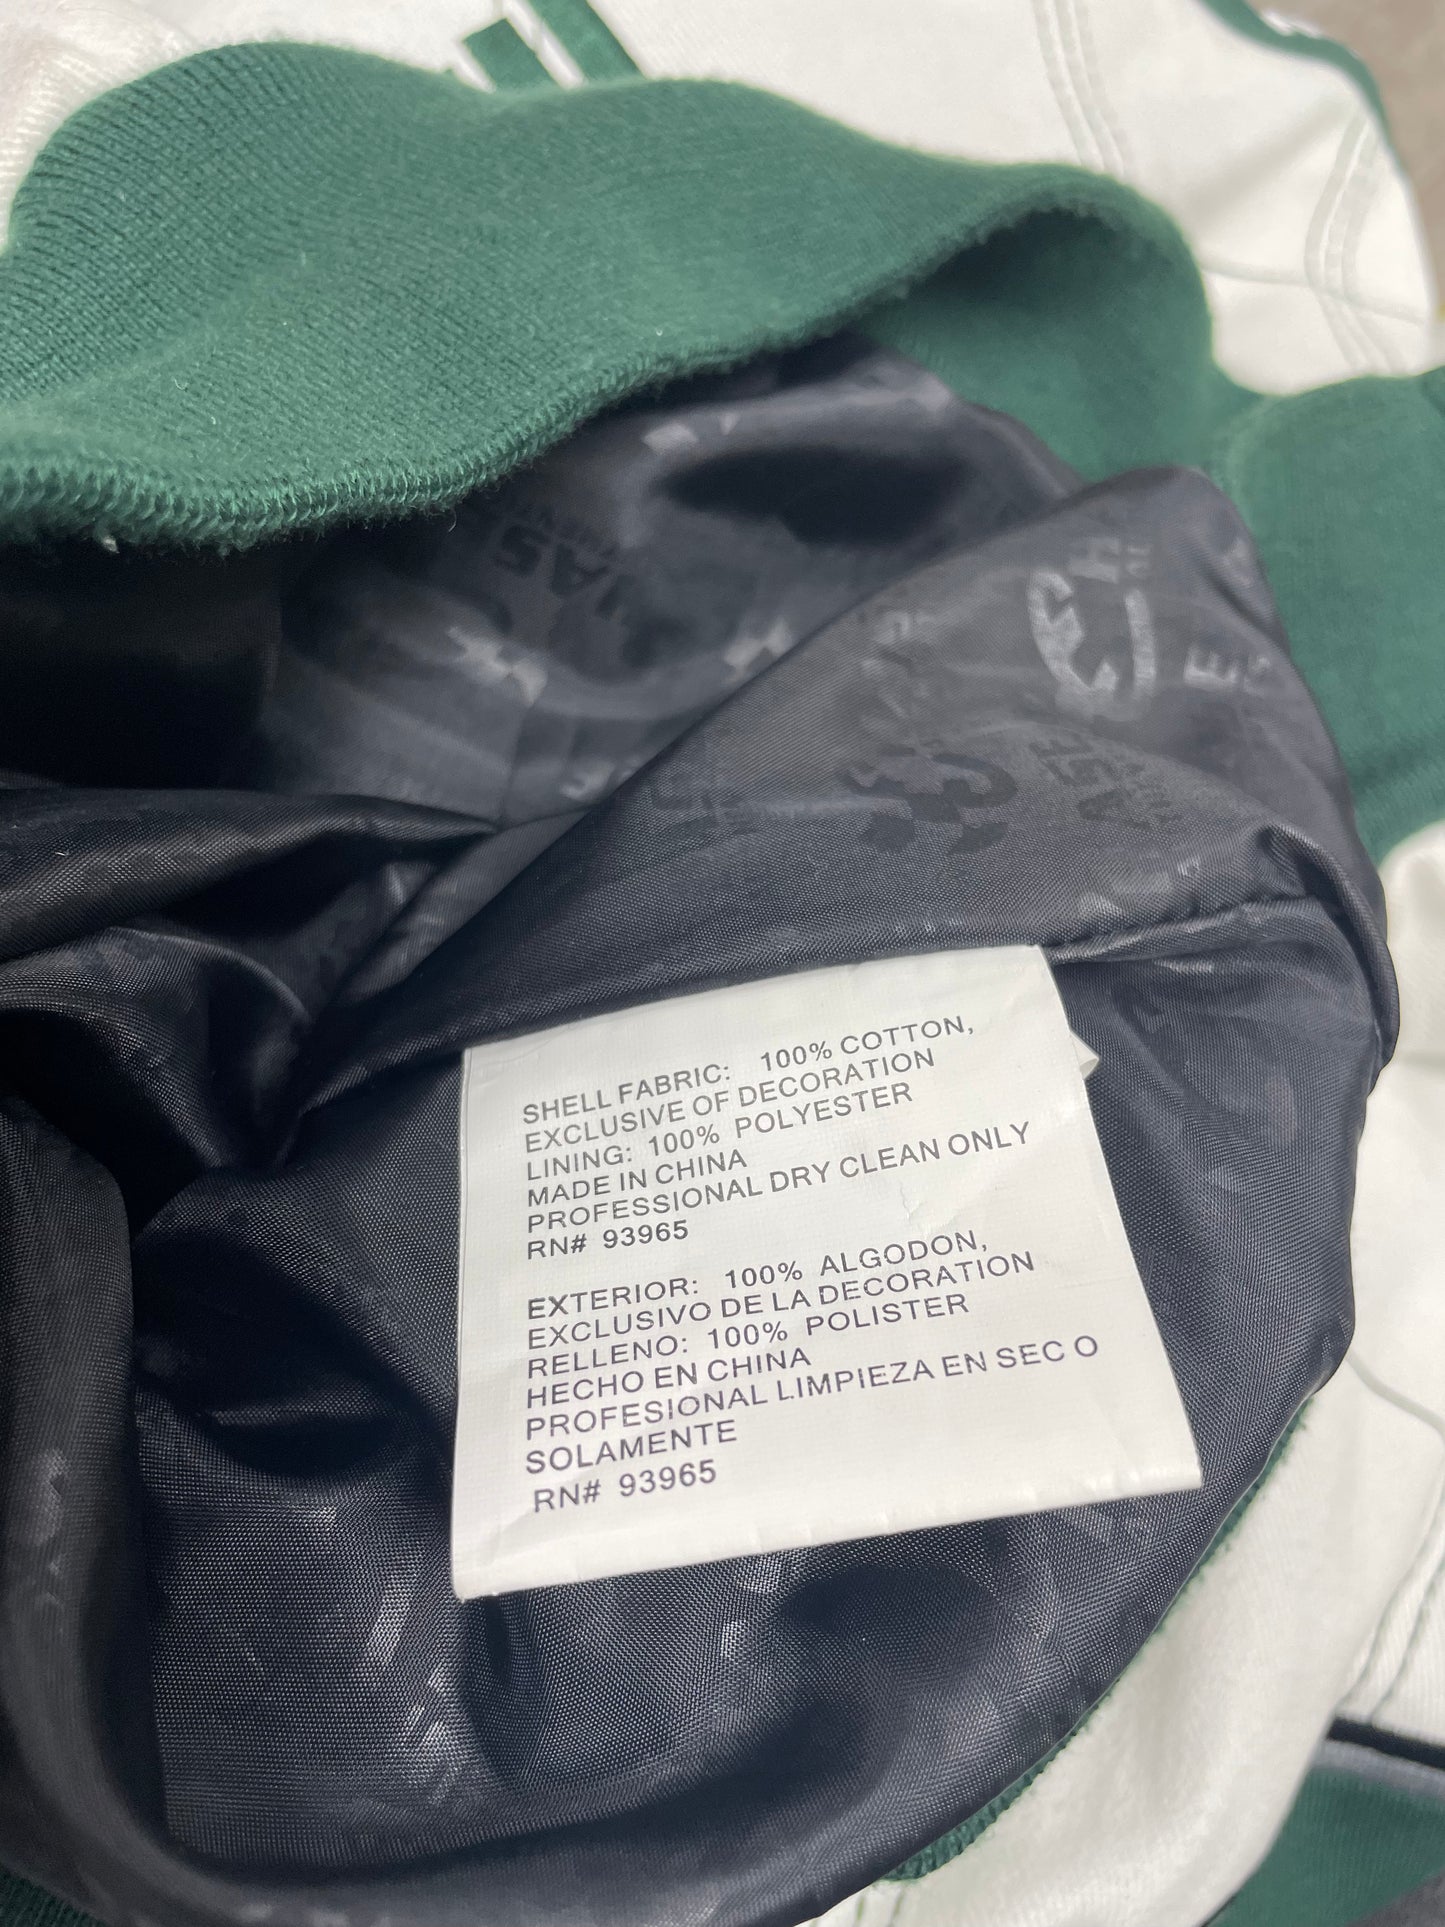 SHELL FABRIC: 100% COTTON,
EXCLUSIVE OF DECORATION
LINING: 100% POLYESTER
MADE IN CHINA
PROFESSIONAL DRY CLEAN ONLY
RN# 93965
EXTERIOR: 100% ALGODON,
EXCLUSIVO DE LA DECORATION
RELLENO: 100% POLISTER
HECHO EN CHINA
PROFESIONAL LIMPIEZA EN SEC O
SOLAMENTE
RN# 93965